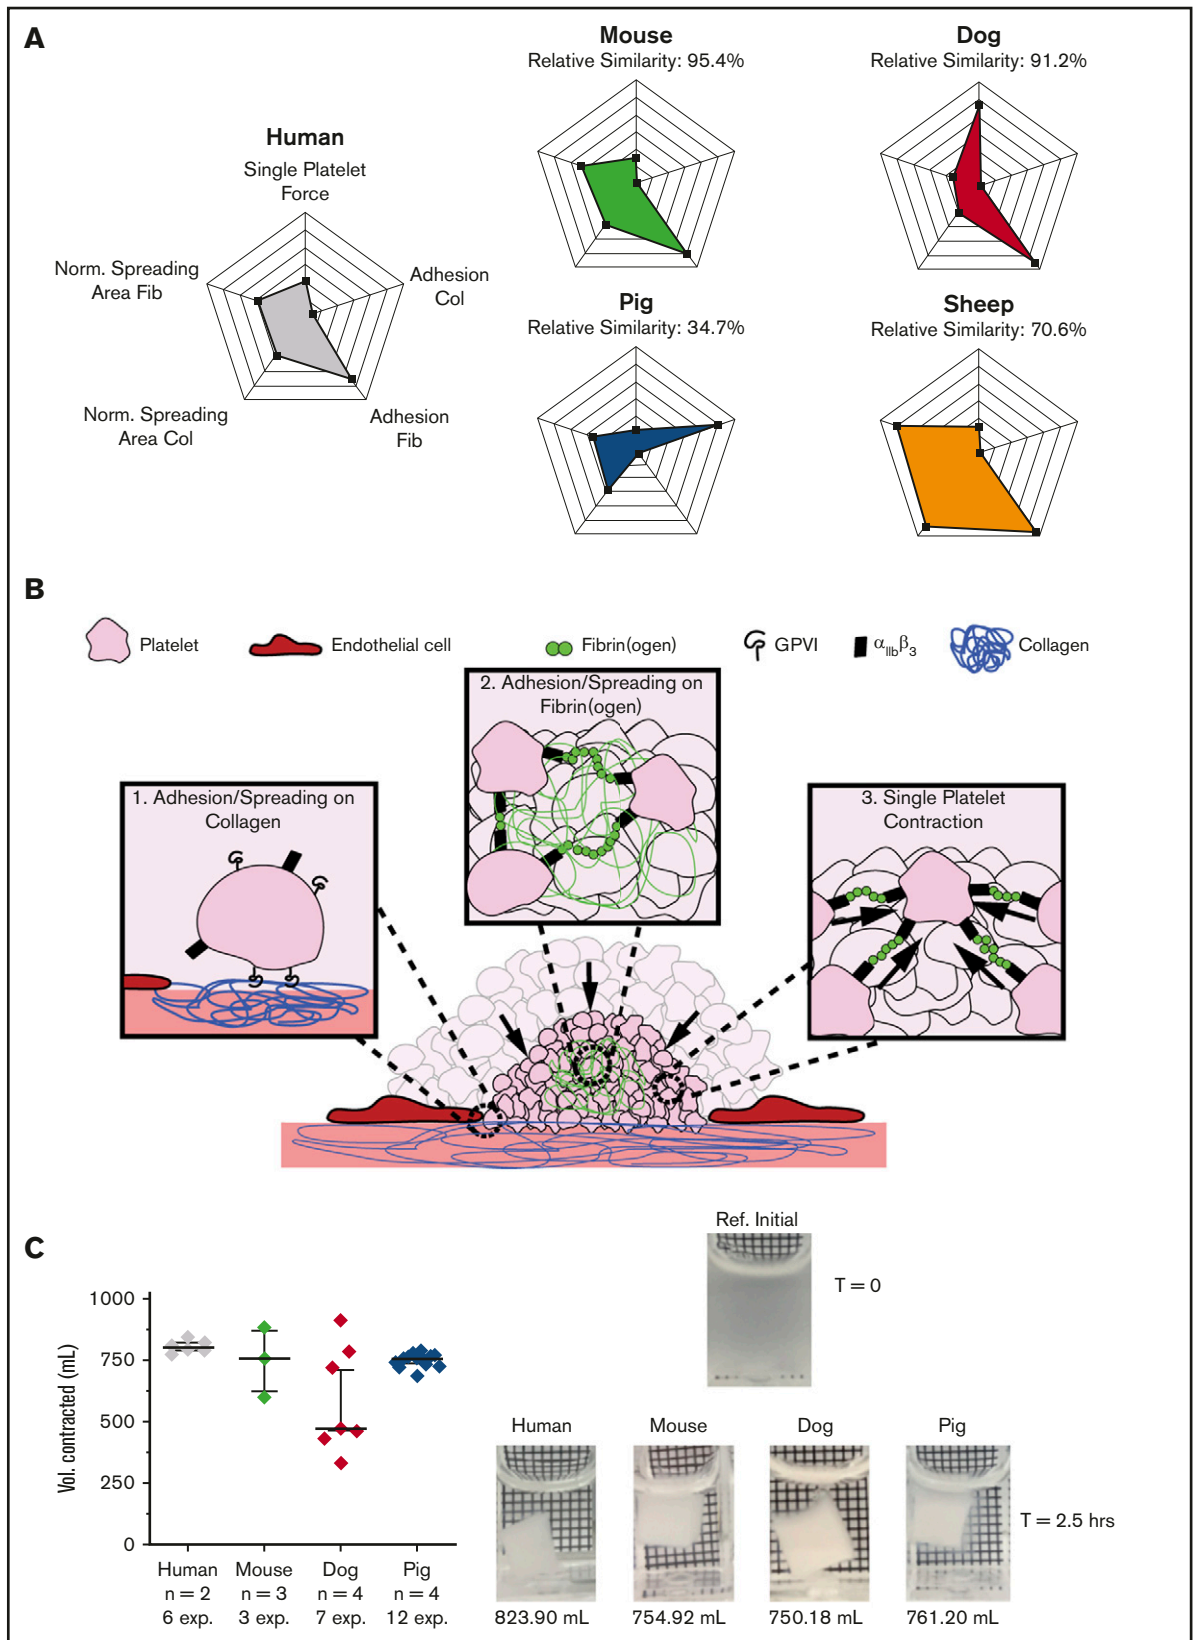 A
Human
Single Platelet
Force
Norm. Spreading
Area Fib
Adhesion
Col
Norm. Spreading
Area Col
Adhesion
Fib
Mouse
Relative Similarity: 95.4%
Dog
Relative Similarity: 91.2%
Pig
Relative Similarity: 34.7%
Sheep
Relative Similarity: 70.6%
B
Platelet
Endothelial cell
Fibrin(ogen)
GPVI
αIIbβ3
Collagen
1. Adhesion/Spreading on
Collagen
2. Adhesion/Spreading on
Fibrin(ogen)
3. Single Platelet
Contraction
C
Vol. contracted (mL)
1000
750
500
250
0
Human
n = 2
6 exp.
Mouse
n = 3
3 exp.
Dog
n = 4
7 exp.
Pig
n = 4
12 exp.
Ref. Initial
T = 0
Human
Mouse
Dog
Pig
T = 2.5 hrs
823.90 mL
754.92 mL
750.18 mL
761.20 mL